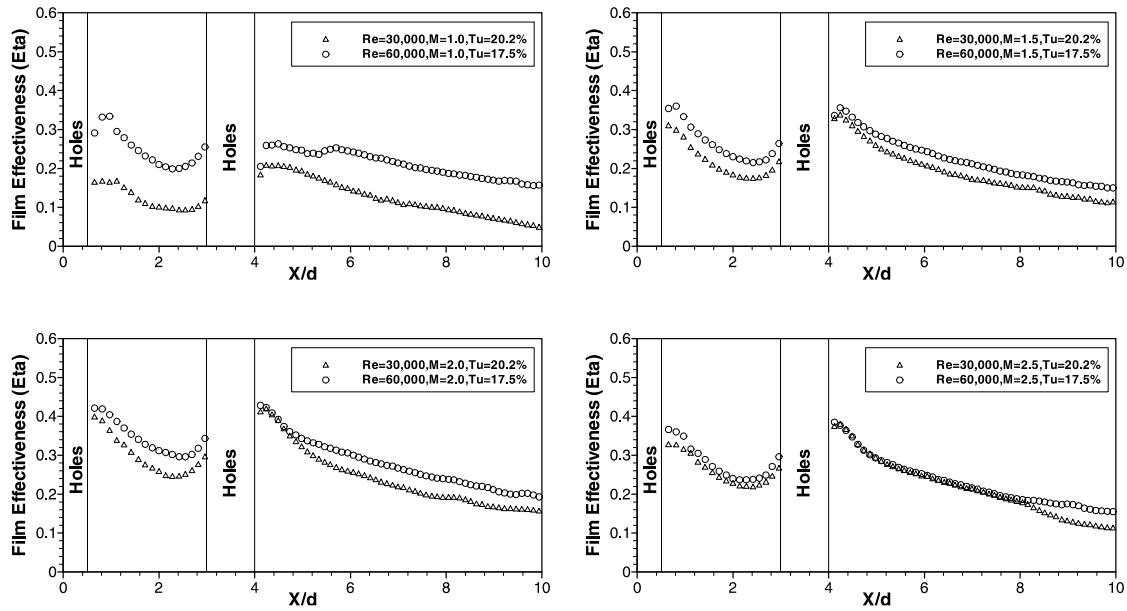 Re=30,000,M=1.0,Tu=20.2%
Re=60,000,M=1.0,Tu=17.5%
Film Effectiveness (Eta)
0.6
0.5
0.4
0.3
0.2
0.1
0
Holes
Holes
0 2 4 6 8 10
X/d
Re=30,000,M=1.5,Tu=20.2%
Re=60,000,M=1.5,Tu=17.5%
Film Effectiveness (Eta)
0.6
0.5
0.4
0.3
0.2
0.1
0
Holes
Holes
0 2 4 6 8 10
X/d
Re=30,000,M=2.0,Tu=20.2%
Re=60,000,M=2.0,Tu=17.5%
Film Effectiveness (Eta)
0.6
0.5
0.4
0.3
0.2
0.1
0
Holes
Holes
0 2 4 6 8 10
X/d
Re=30,000,M=2.5,Tu=20.2%
Re=60,000,M=2.5,Tu=17.5%
Film Effectiveness (Eta)
0.6
0.5
0.4
0.3
0.2
0.1
0
Holes
Holes
0 2 4 6 8 10
X/d